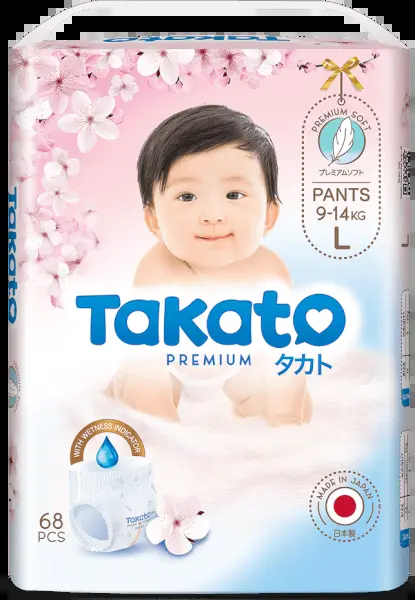 PREMIUM SOFT
プレミアムソフト
PANTS
9-14KG
L
Takato
Takato
PREMIUM
タカト
WITH WETNESS INDICATOR
Takato
68
PCS
MADE IN JAPAN
日本製